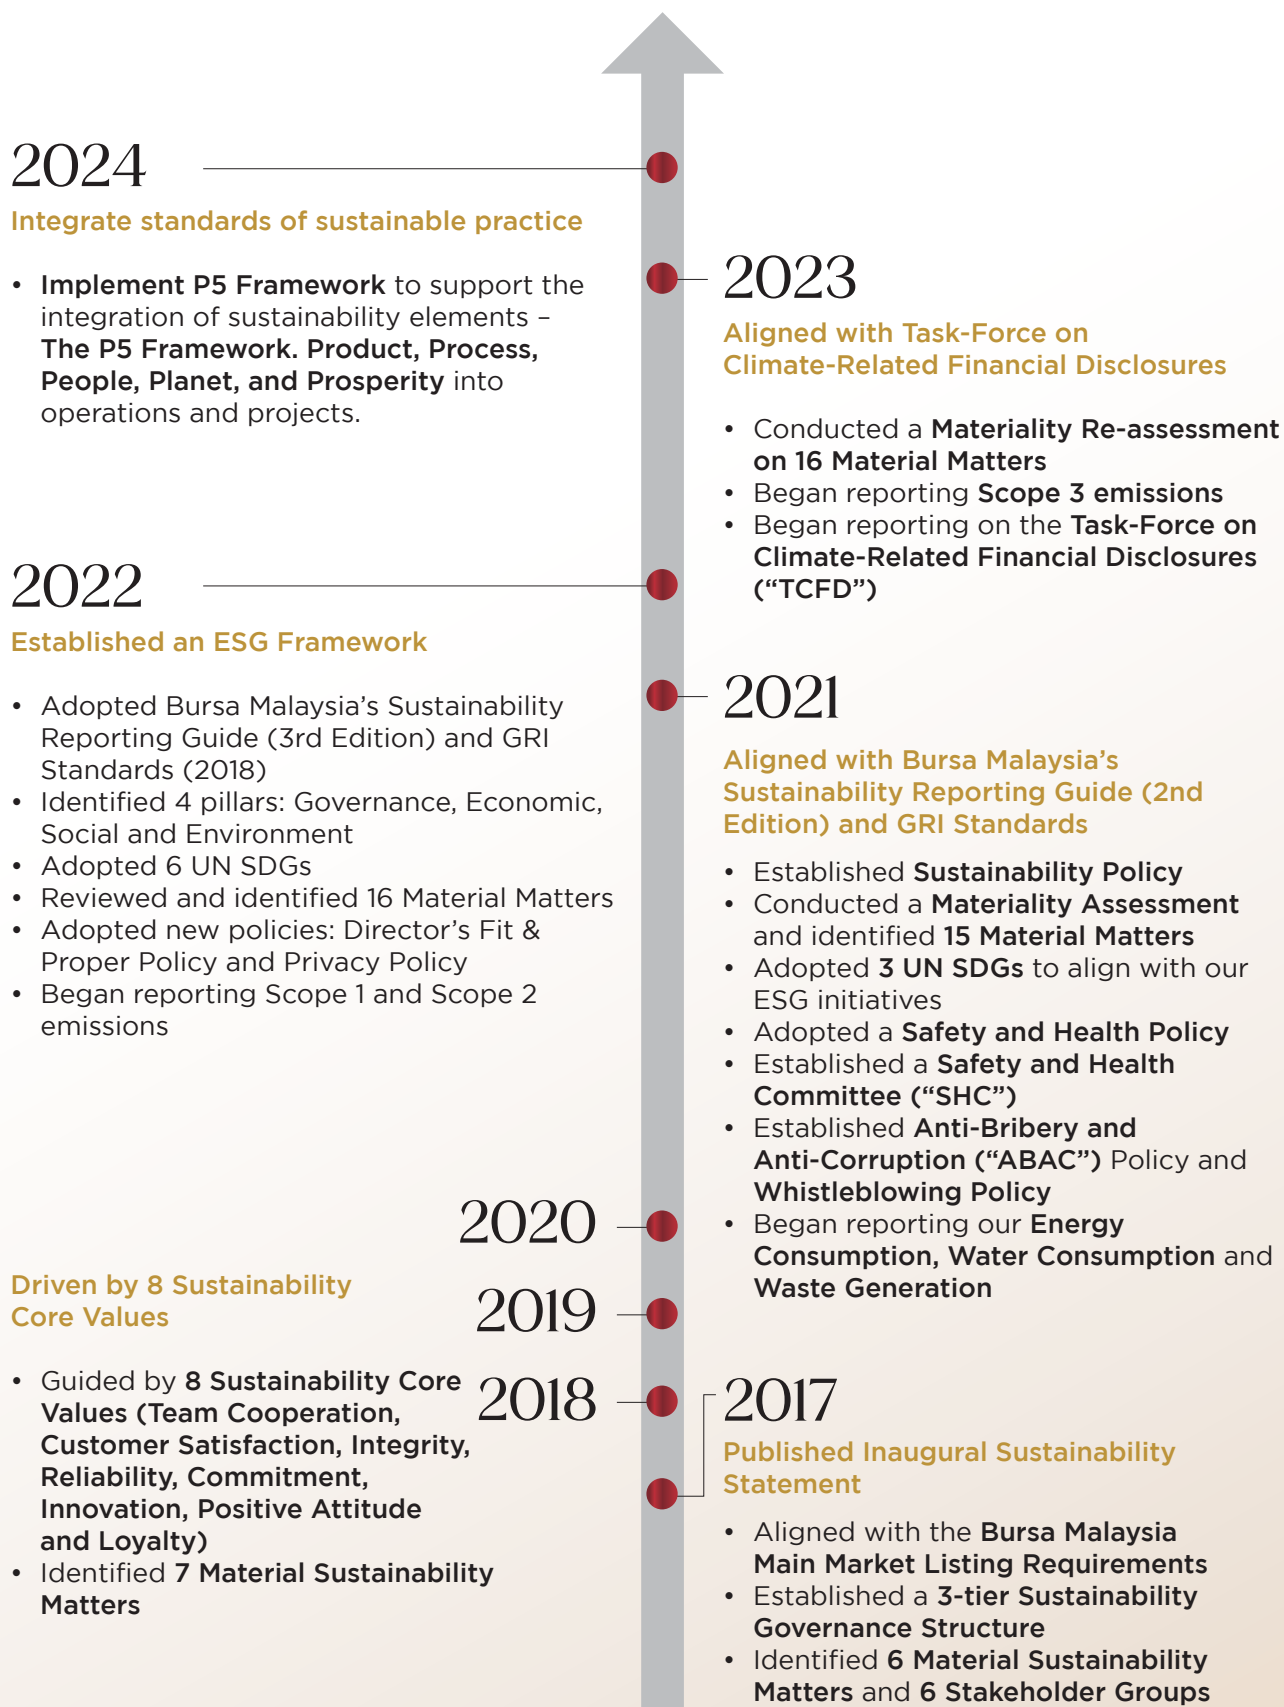 2024
Integrate standards of sustainable practice
• Implement P5 Framework to support the
integration of sustainability elements –
The P5 Framework. Product, Process,
People, Planet, and Prosperity into
operations and projects.
2023
Aligned with Task-Force on
Climate-Related Financial Disclosures
• Conducted a Materiality Re-assessment
on 16 Material Matters
• Began reporting Scope 3 emissions
• Began reporting on the Task-Force on
Climate-Related Financial Disclosures
(“TCFD”)
2022
Established an ESG Framework
• Adopted Bursa Malaysia’s Sustainability
Reporting Guide (3rd Edition) and GRI
Standards (2018)
• Identified 4 pillars: Governance, Economic,
Social and Environment
• Adopted 6 UN SDGs
• Reviewed and identified 16 Material Matters
• Adopted new policies: Director’s Fit &
Proper Policy and Privacy Policy
• Began reporting Scope 1 and Scope 2
emissions
2021
Aligned with Bursa Malaysia’s
Sustainability Reporting Guide (2nd
Edition) and GRI Standards
• Established Sustainability Policy
• Conducted a Materiality Assessment
and identified 15 Material Matters
• Adopted 3 UN SDGs to align with our
ESG initiatives
• Adopted a Safety and Health Policy
• Established a Safety and Health
Committee (“SHC”)
• Established Anti-Bribery and
Anti-Corruption (“ABAC”) Policy and
Whistleblowing Policy
• Began reporting our Energy
Consumption, Water Consumption and
Waste Generation
2020
2019
2018
Driven by 8 Sustainability
Core Values
• Guided by 8 Sustainability Core
Values (Team Cooperation,
Customer Satisfaction, Integrity,
Reliability, Commitment,
Innovation, Positive Attitude
and Loyalty)
• Identified 7 Material Sustainability
Matters
2017
Published Inaugural Sustainability
Statement
• Aligned with the Bursa Malaysia
Main Market Listing Requirements
• Established a 3-tier Sustainability
Governance Structure
• Identified 6 Material Sustainability
Matters and 6 Stakeholder Groups